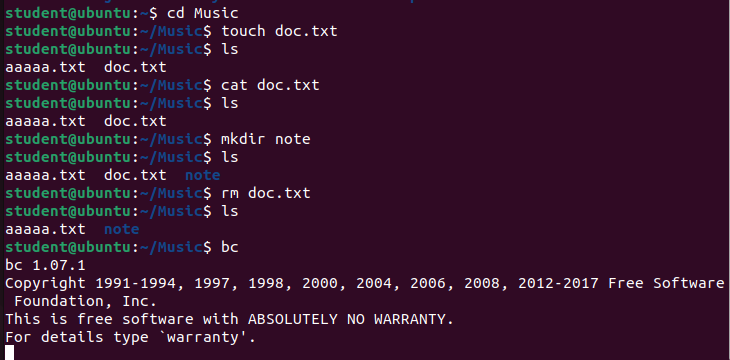 student@ubuntu:~$ cd Music
student@ubuntu:~/Music$ touch doc.txt
student@ubuntu:~/Music$ ls
aaaaa.txt  doc.txt
student@ubuntu:~/Music$ cat doc.txt
student@ubuntu:~/Music$ ls
aaaaa.txt  doc.txt
student@ubuntu:~/Music$ mkdir note
student@ubuntu:~/Music$ ls
aaaaa.txt  doc.txt  note
student@ubuntu:~/Music$ rm doc.txt
student@ubuntu:~/Music$ ls
aaaaa.txt  note
student@ubuntu:~/Music$ bc
bc 1.07.1
Copyright 1991-1994, 1997, 1998, 2000, 2004, 2006, 2008, 2012-2017 Free Software
 Foundation, Inc.
This is free software with ABSOLUTELY NO WARRANTY.
For details type `warranty'.